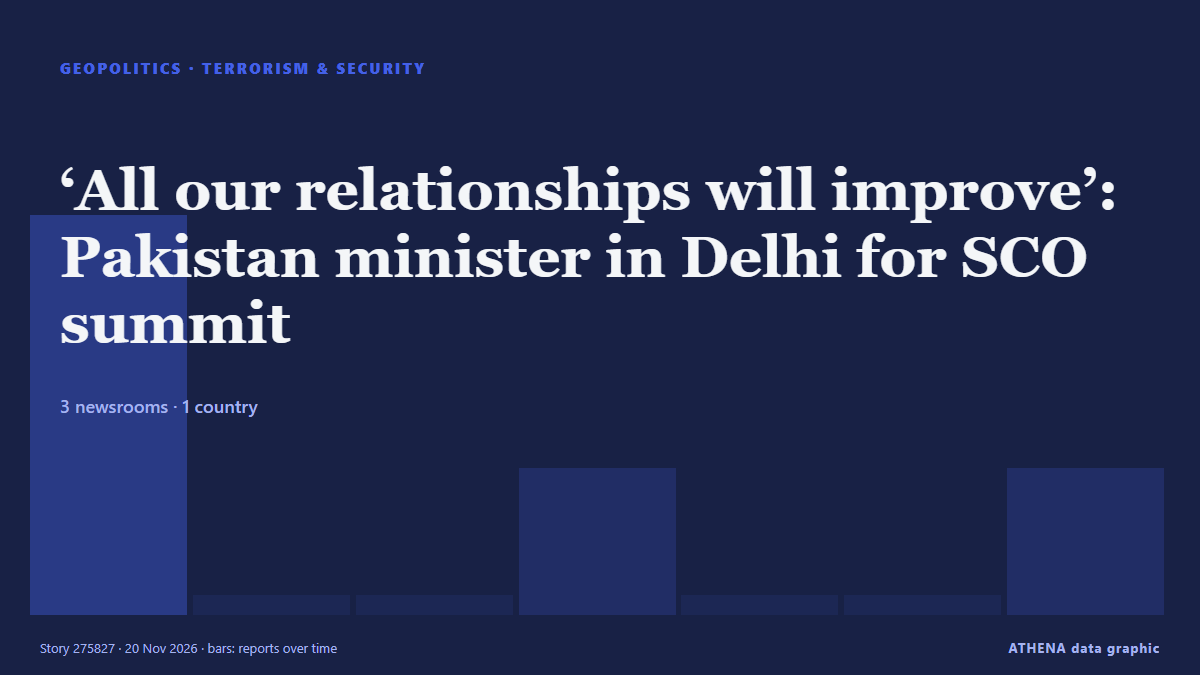 GEOPOLITICS · TERRORISM & SECURITY
‘All our relationships will improve’:
Pakistan minister in Delhi for SCO
summit
3 newsrooms · 1 country
Story 275827 · 20 Nov 2026 · bars: reports over time
ATHENA data graphic